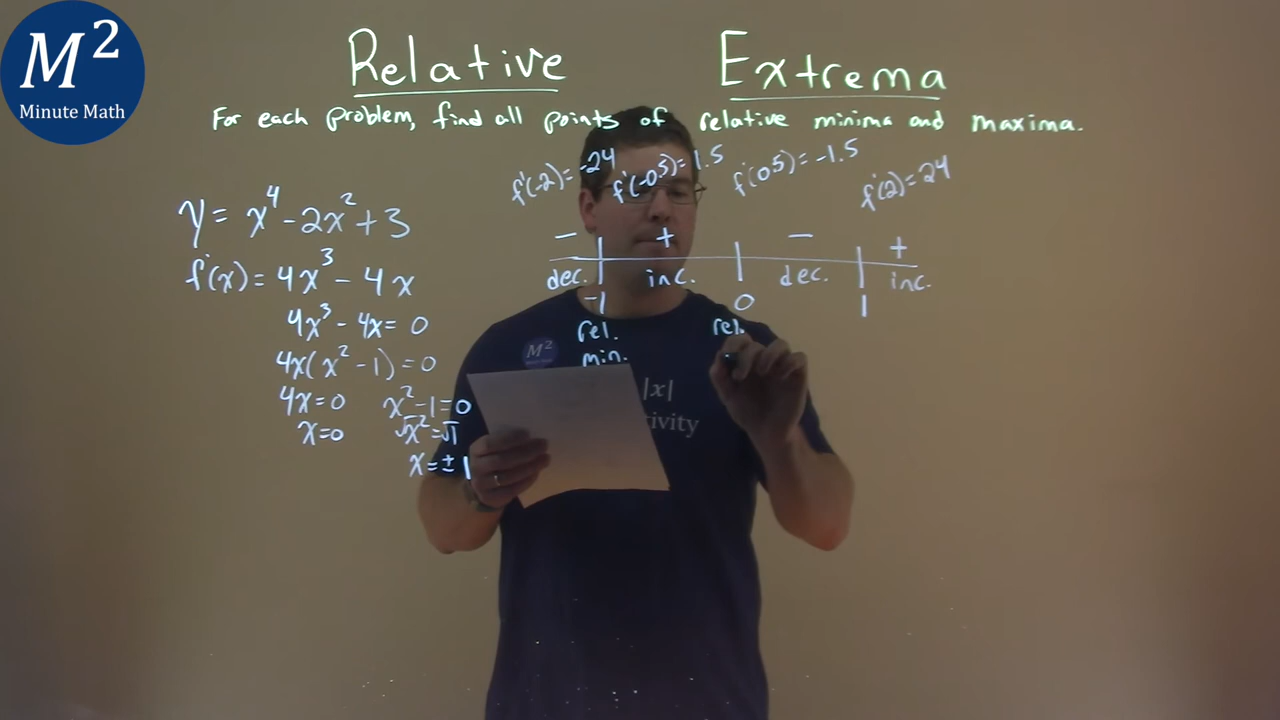 M²
Minute Math
Relative Extrema
For each problem, find all points of relative minima and maxima.
f'(-2)=-24 f'(-0.5)=1.5 f'(0.5)=-1.5 f'(2)=24
y = x⁴-2x²+3
f'(x)=4x³-4x
4x³-4x=0
4x(x²-1)=0
4x=0 x²-1=0
x=0 √x²=√1
x=±1
- + - +
dec. inc. dec. inc.
-1 0 1
rel. rel.
min.
M²
|x|
ivity